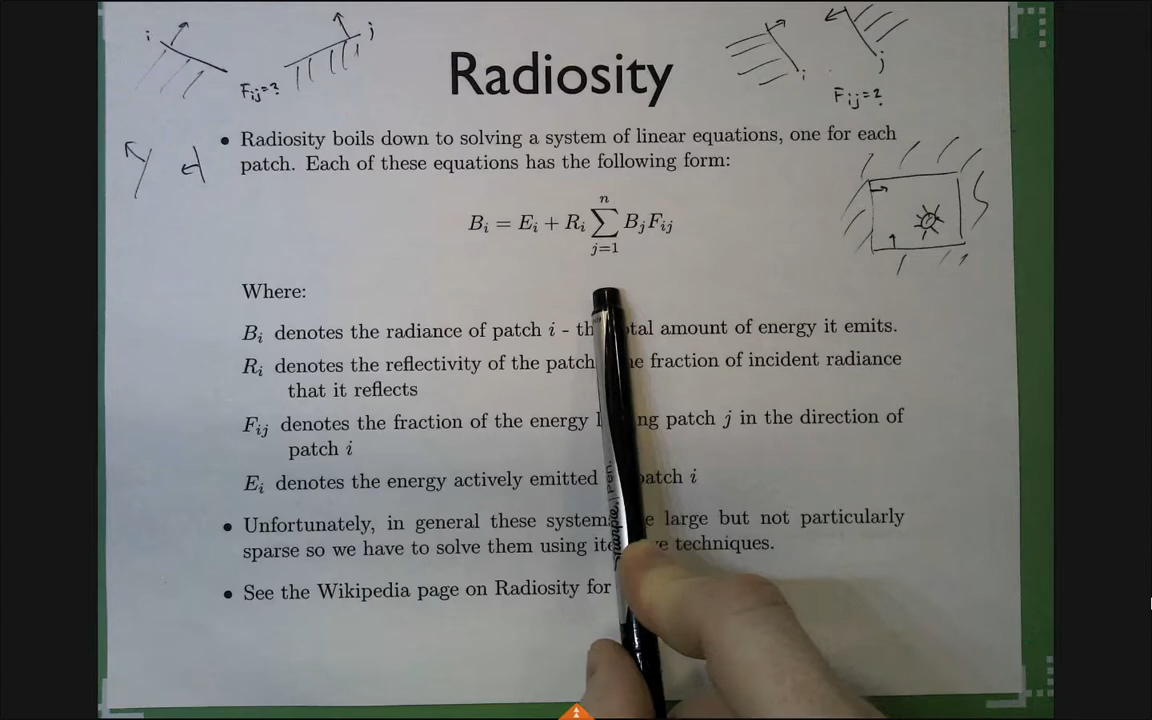 i
j
F_ij=?
Radiosity
i
j
F_ij=?
• Radiosity boils down to solving a system of linear equations, one for each
patch. Each of these equations has the following form:
B_i = E_i + R_i ∑_{j=1}^{n} B_j F_ij
Where:
B_i denotes the radiance of patch i - th tal amount of energy it emits.
R_i denotes the reflectivity of the patch e fraction of incident radiance
that it reflects
F_ij denotes the fraction of the energy l ng patch j in the direction of
patch i
E_i denotes the energy actively emitted patch i
• Unfortunately, in general these system e large but not particularly
sparse so we have to solve them using it e techniques.
• See the Wikipedia page on Radiosity for